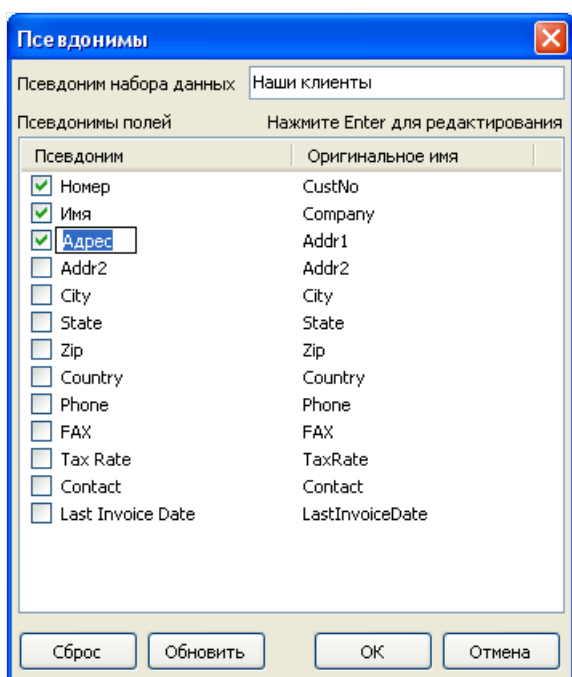 Псевдонимы
Псевдоним набора данных Наши клиенты
Псевдонимы полей Нажмите Enter для редактирования
Псевдоним Оригинальное имя
Номер CustNo
Имя Company
Адрес Addr1
Addr2 Addr2
City City
State State
Zip Zip
Country Country
Phone Phone
FAX FAX
Tax Rate TaxRate
Contact Contact
Last Invoice Date LastInvoiceDate
Сброс Обновить ОК Отмена